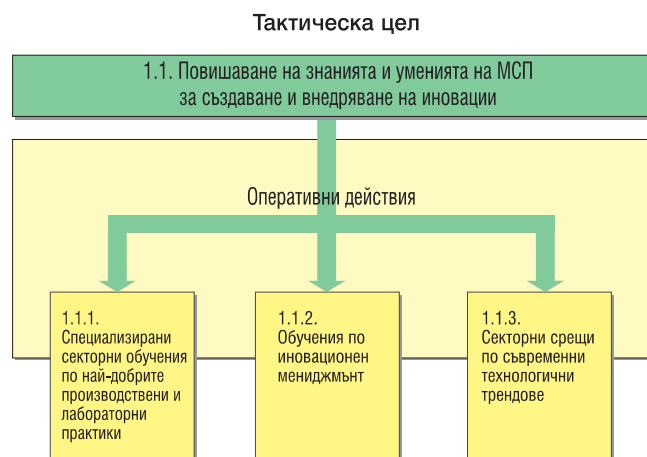 Тактическа цел
1.1. Повишаване на знанията и уменията на МСП
за създаване и внедряване на иновации
Оперативни действия
1.1.1.
Специализирани
секторни обучения
по най-добрите
производствени и
лабораторни
практики
1.1.2.
Обучения по
иновационен
мениджмънт
1.1.3.
Секторни срещи
по съвременни
технологични
трендове